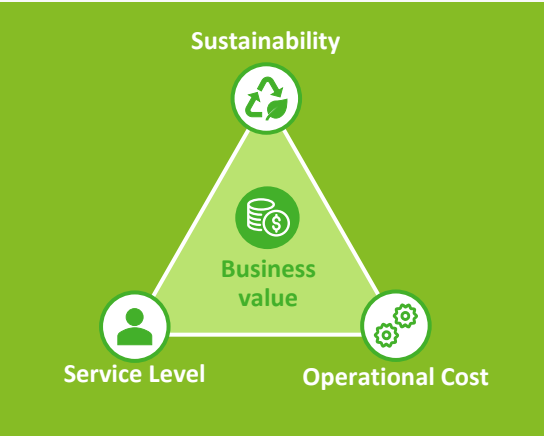 Sustainability
$
Business
value
Service Level
Operational Cost